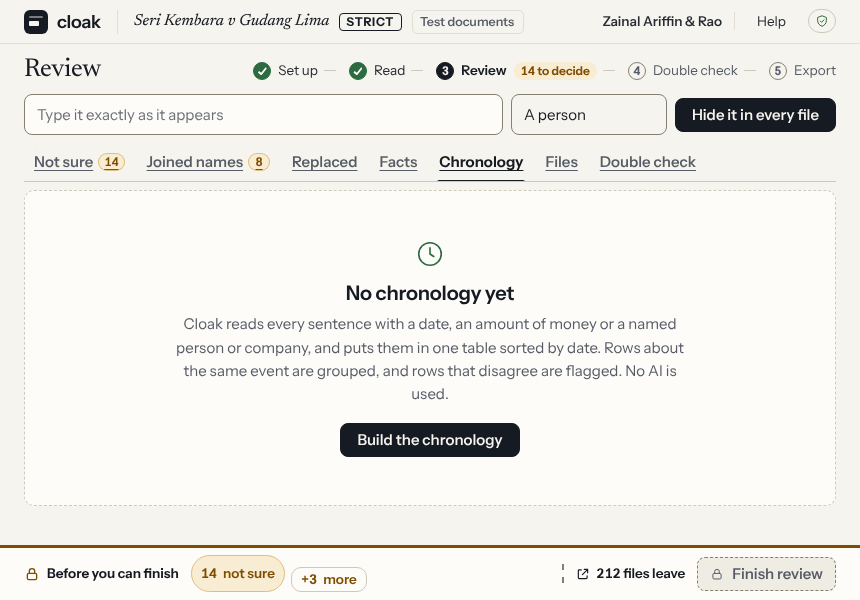 cloak
Seri Kembara v Gudang Lima
STRICT
Test documents
Zainal Ariffin & Rao
Help
Review
Set up
Read
3 Review 14 to decide
4 Double check
5 Export
Type it exactly as it appears
A person
Hide it in every file
Not sure 14
Joined names 8
Replaced
Facts
Chronology
Files
Double check
No chronology yet
Cloak reads every sentence with a date, an amount of money or a named
person or company, and puts them in one table sorted by date. Rows about
the same event are grouped, and rows that disagree are flagged. No AI is
used.
Build the chronology
Before you can finish
14 not sure
+3 more
212 files leave
Finish review